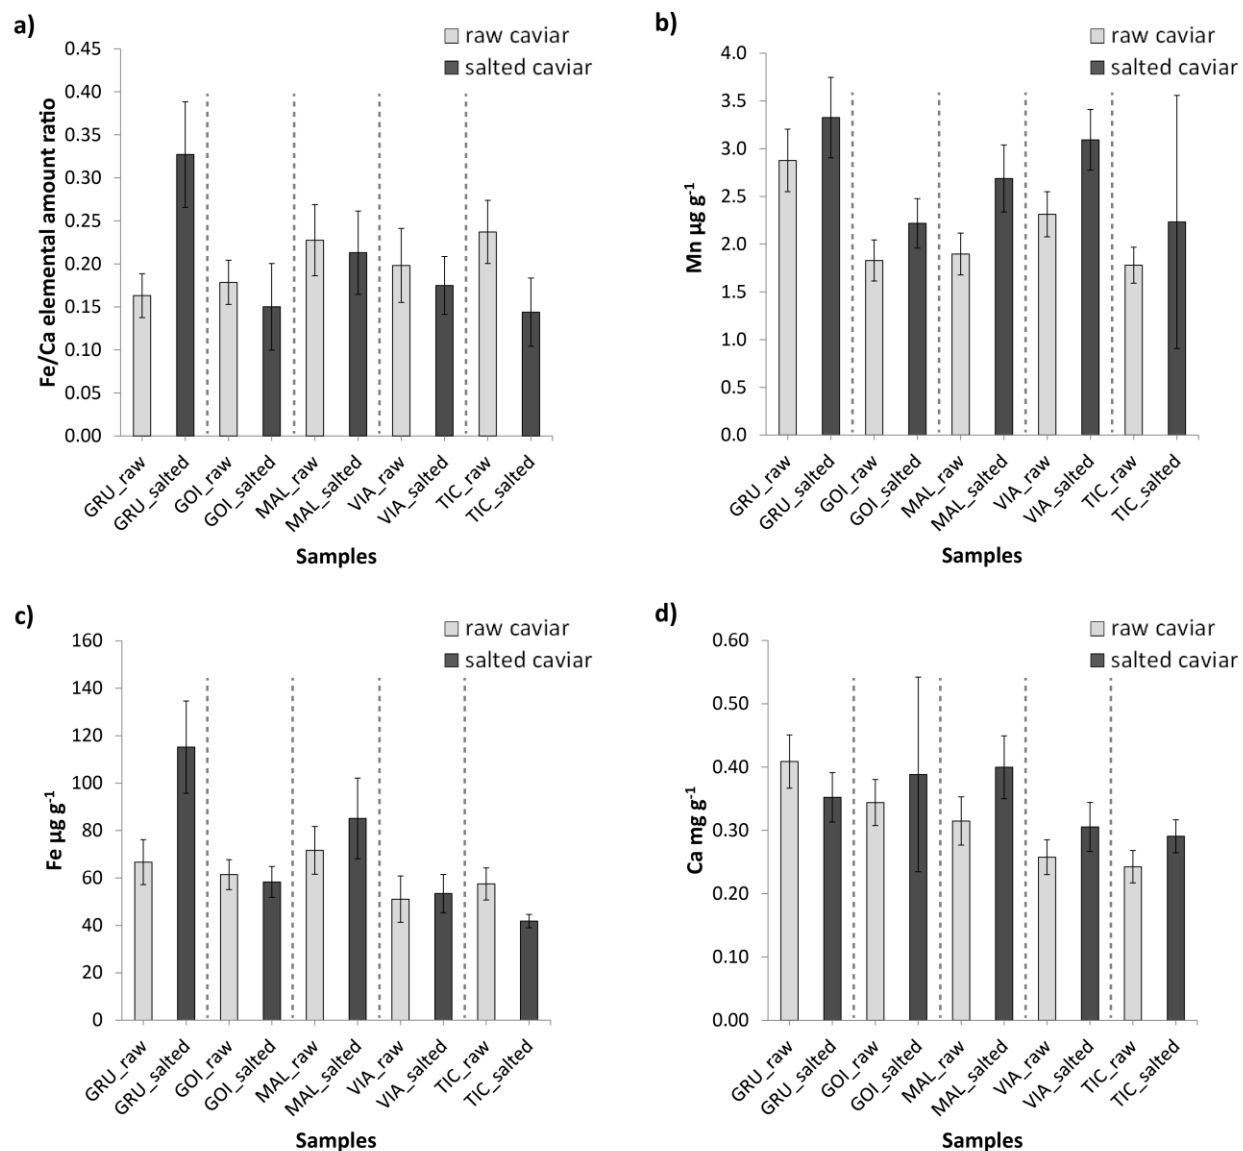 a)
raw caviar
salted caviar
Fe/Ca elemental amount ratio
0.45
0.40
0.35
0.30
0.25
0.20
0.15
0.10
0.05
0.00
GRU_raw
GRU_salted
GOI_raw
GOI_salted
MAL_raw
MAL_salted
VIA_raw
VIA_salted
TIC_raw
TIC_salted
Samples
b)
raw caviar
salted caviar
Mn µg g⁻¹
4.0
3.5
3.0
2.5
2.0
1.5
1.0
0.5
0.0
GRU_raw
GRU_salted
GOI_raw
GOI_salted
MAL_raw
MAL_salted
VIA_raw
VIA_salted
TIC_raw
TIC_salted
Samples
c)
raw caviar
salted caviar
Fe µg g⁻¹
160
140
120
100
80
60
40
20
0
GRU_raw
GRU_salted
GOI_raw
GOI_salted
MAL_raw
MAL_salted
VIA_raw
VIA_salted
TIC_raw
TIC_salted
Samples
d)
raw caviar
salted caviar
Ca mg g⁻¹
0.60
0.50
0.40
0.30
0.20
0.10
0.00
GRU_raw
GRU_salted
GOI_raw
GOI_salted
MAL_raw
MAL_salted
VIA_raw
VIA_salted
TIC_raw
TIC_salted
Samples